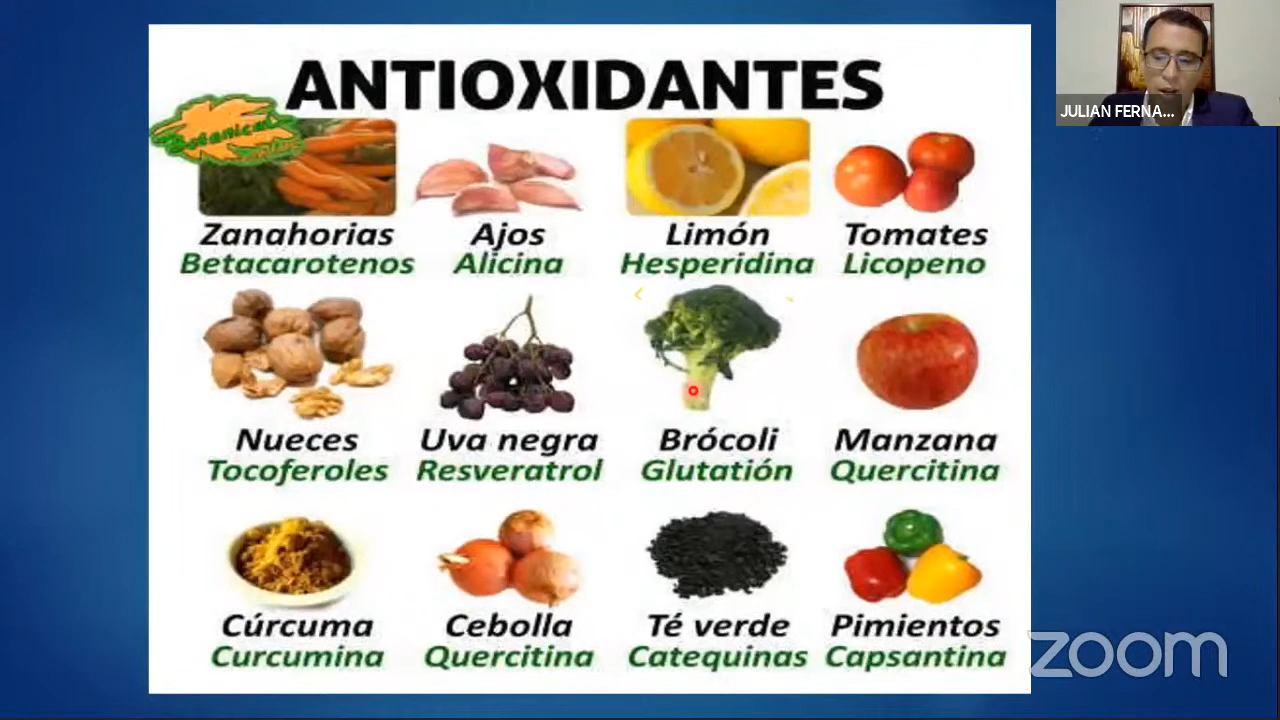 ANTIOXIDANTES
JULIAN FERNA...
Botanical
Zanahorias Ajos Limón Tomates
Betacarotenos Alicina Hesperidina Licopeno
Nueces Uva negra Brócoli Manzana
Tocoferoles Resveratrol Glutatión Quercitina
Cúrcuma Cebolla Té verde Pimientos
Curcumina Quercitina Catequinas Capsantina
zoom